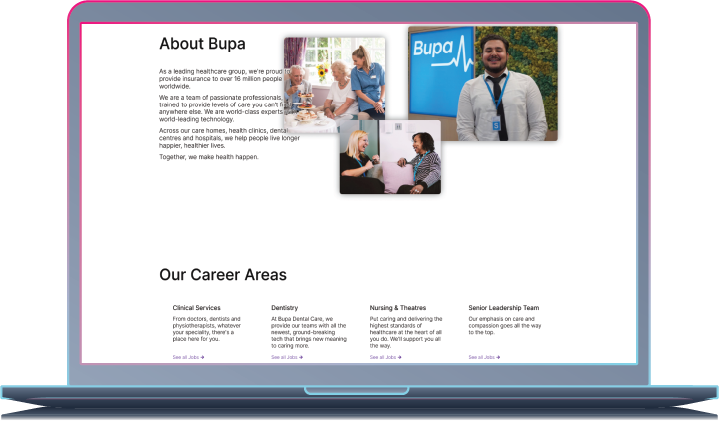 About Bupa
As a leading healthcare group, we're proud
provide insurance to over 16 million people
worldwide.
We are a team of passionate professionals,
trained to provide levels of care you can't
anywhere else. We are world-class experts
world-leading technology.
Across our care homes, health clinics, dental
centres and hospitals, we help people live longer
happier, healthier lives.
Together, we make health happen.
Bupa
Our Career Areas
Clinical Services
From doctors, dentists and
physiotherapists, whatever
your speciality, there's a
place here for you.
See all Jobs →
Dentistry
At Bupa Dental Care, we
provide our teams with all the
newest, ground-breaking
tech that brings new meaning
to caring more.
See all Jobs →
Nursing & Theatres
Put caring and delivering the
highest standards of
healthcare at the heart of all
you do. We'll support you all
the way.
See all Jobs →
Senior Leadership Team
Our emphasis on care and
compassion goes all the way
to the top.
See all Jobs →